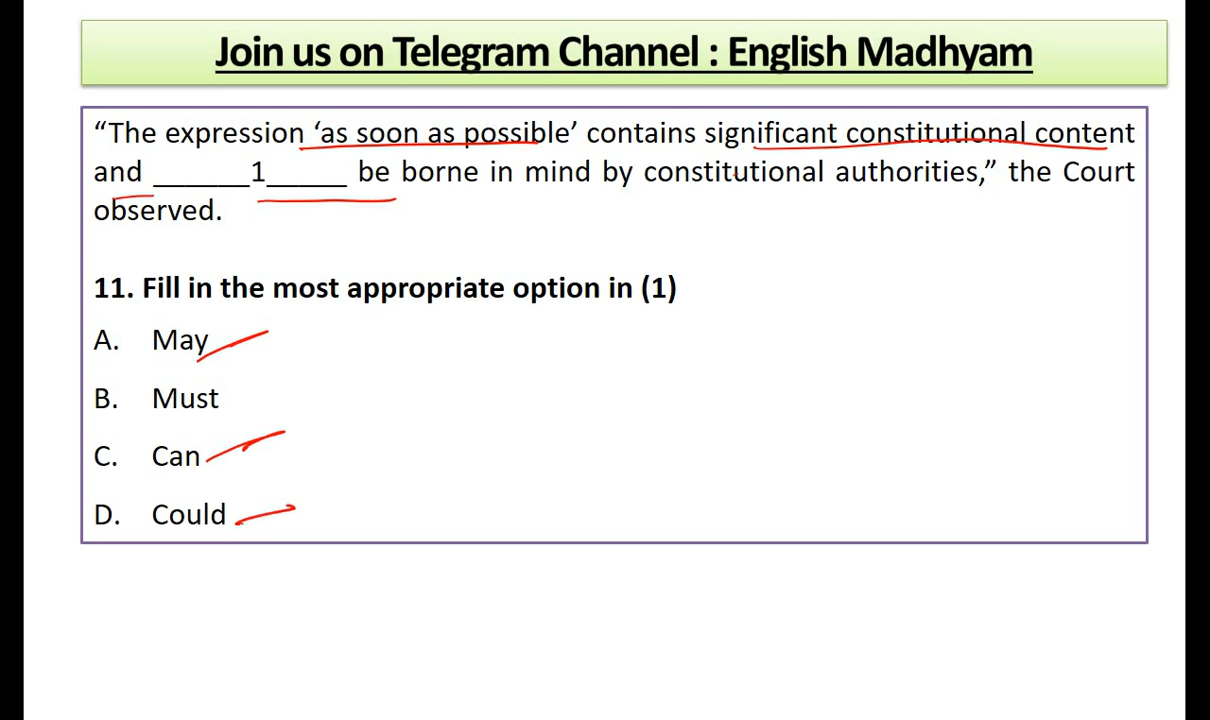 Join us on Telegram Channel : English Madhyam
“The expression ‘as soon as possible’ contains significant constitutional content
and ______1_____ be borne in mind by constitutional authorities,” the Court
observed.
11. Fill in the most appropriate option in (1)
A. May
B. Must
C. Can
D. Could